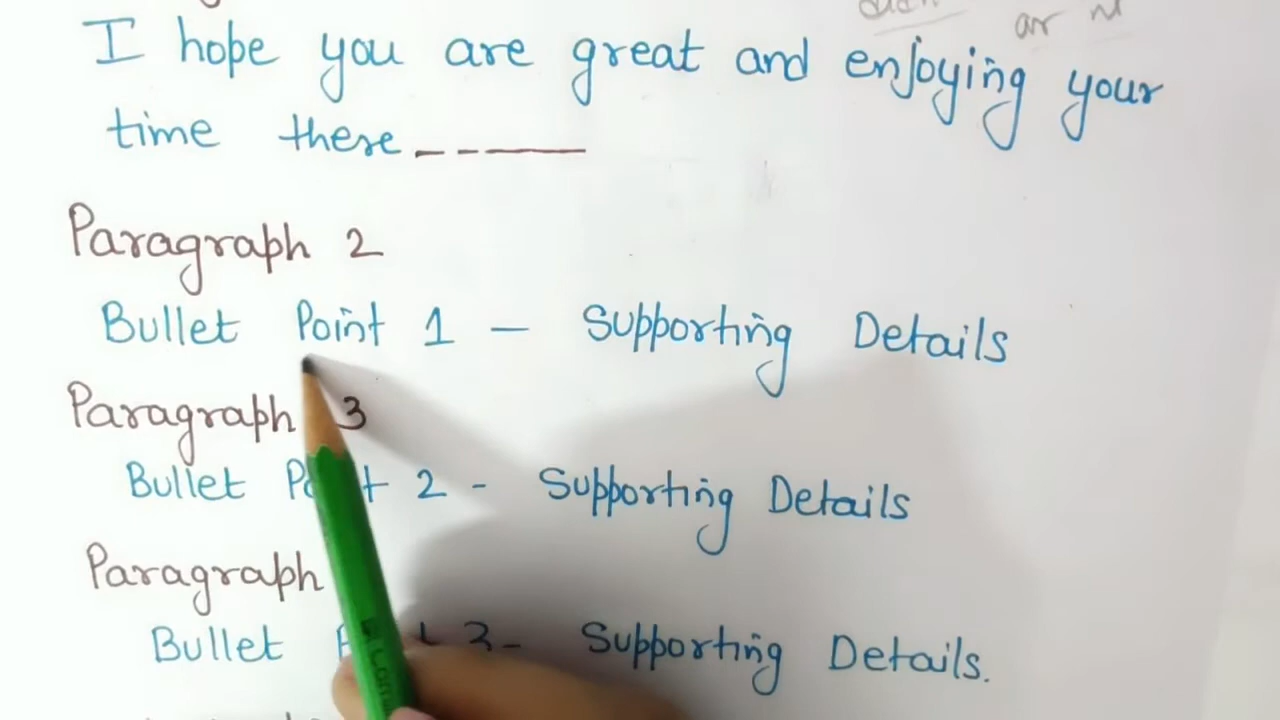 ar
I hope you are great and enjoying your
time there
Paragraph 2
Bullet Point 1 - Supporting Details
Paragraph 3
Bullet 2 - Supporting Details
Paragraph
Bullet 3- Supporting Details.